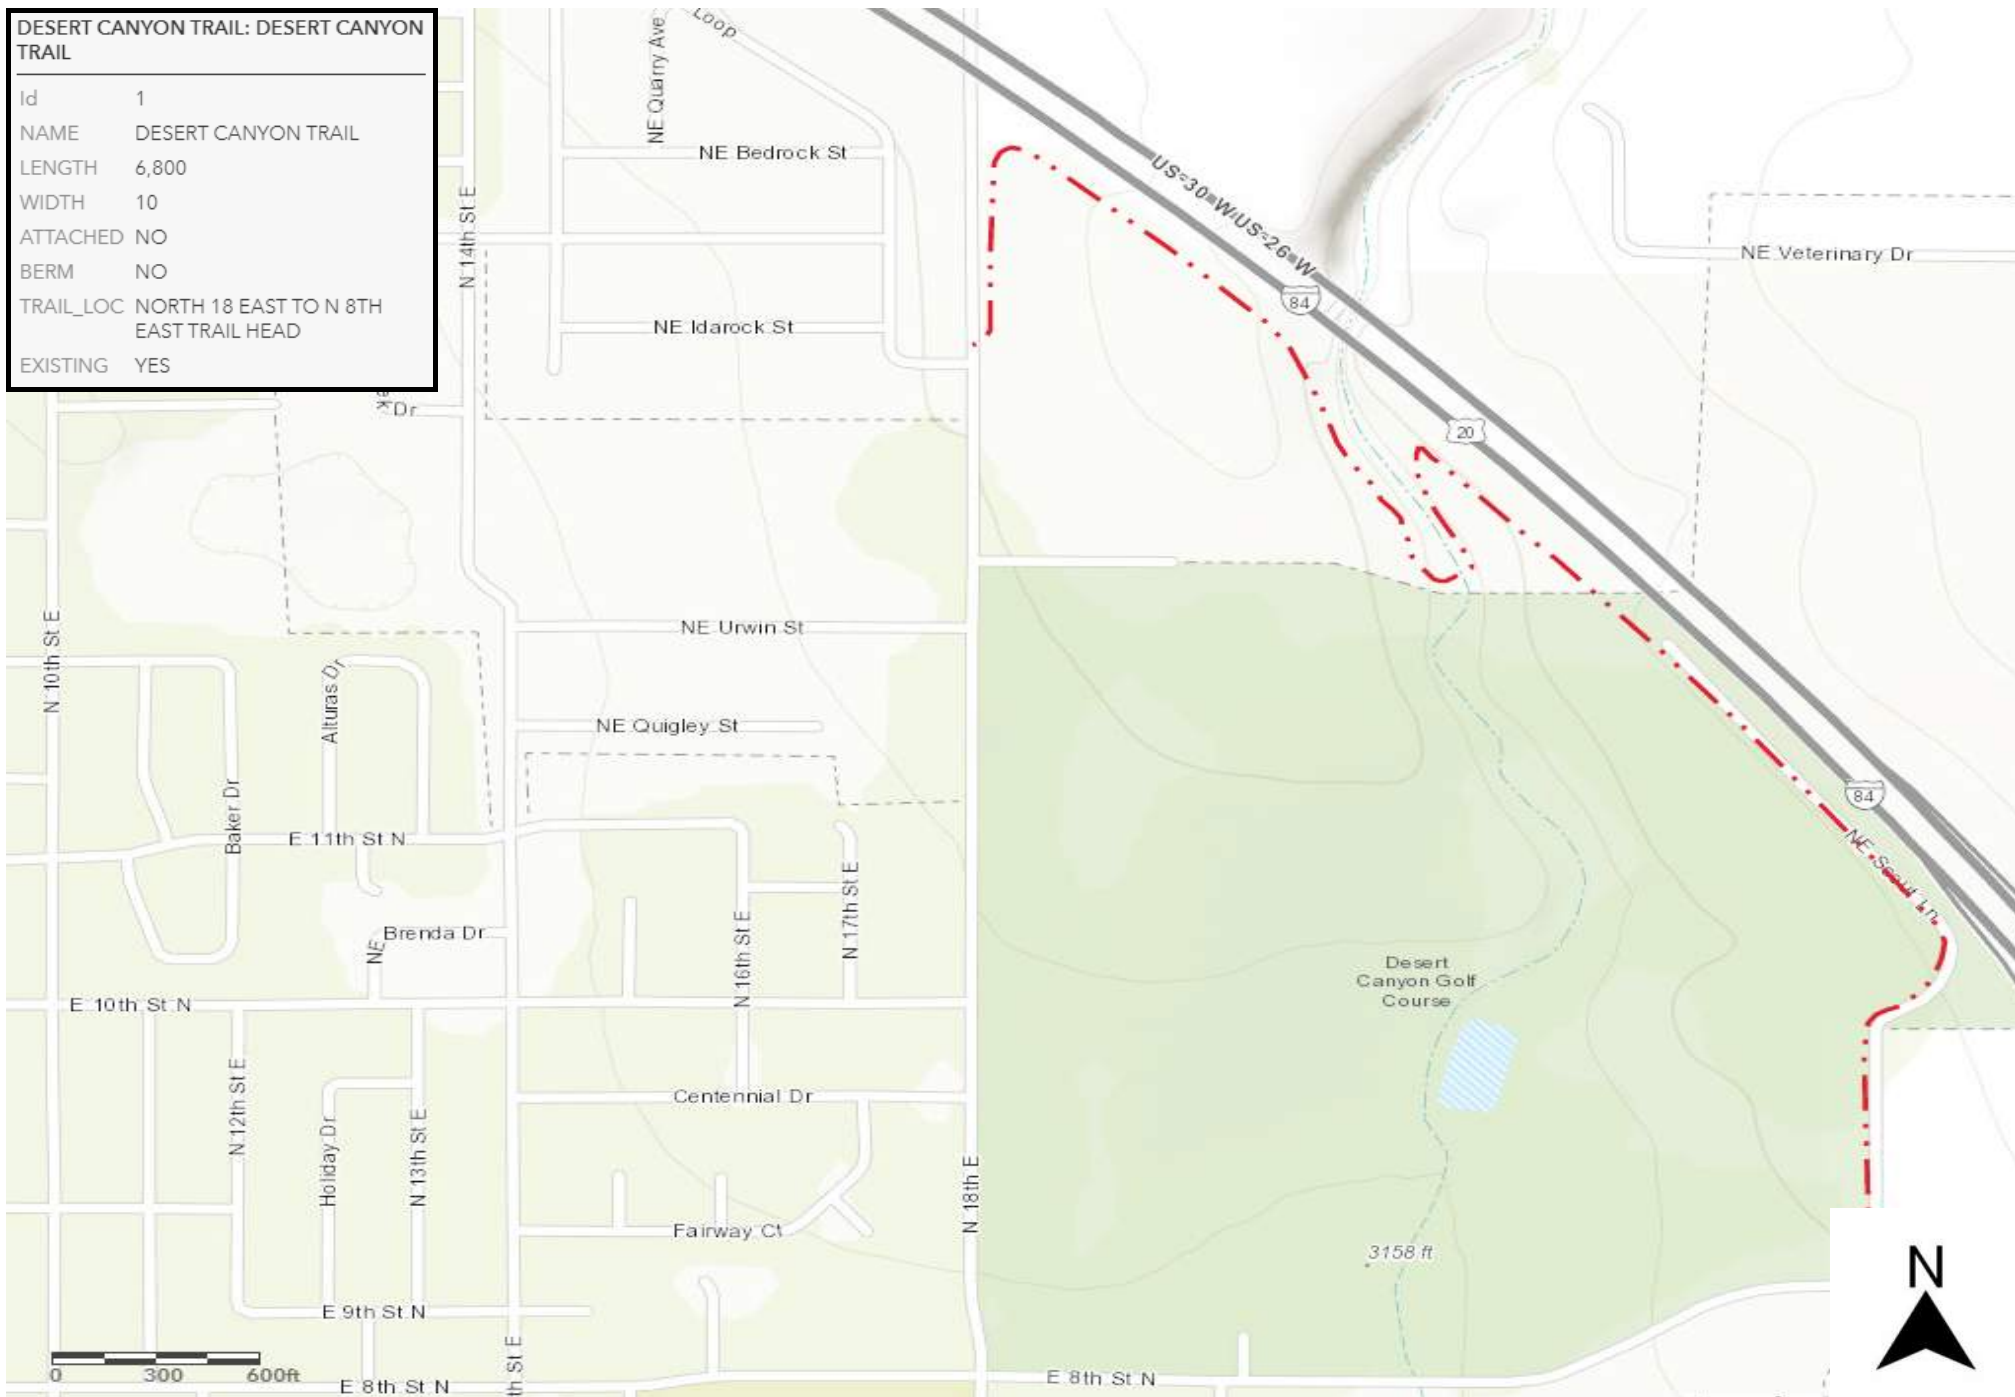 DESERT CANYON TRAIL: DESERT CANYON
TRAIL
Id 1
NAME DESERT CANYON TRAIL
LENGTH 6,800
WIDTH 10
ATTACHED NO
BERM NO
TRAIL_LOC NORTH 18 EAST TO N 8TH
EAST TRAIL HEAD
EXISTING YES
Loop
NE Quarry Ave
NE Bedrock St
US-30-W/US-26-W
NE Veterinary Dr
N 14th St E
84
NE Idarock St
Dr
20
N 10th St E
NE Urwin St
Alturas Dr
NE Quigley St
Baker Dr
84
E 11th St N
NE Scout Ln
N 17th St E
NE Brenda Dr
N 16th St E
Desert
Canyon Golf
Course
E 10th St N
N 12th St E
Centennial Dr
Holiday Dr
N 13th St E
N 18th E
Fairway Ct
3158 ft
N
E 9th St N
th St E
0 300 600ft
E 8th St N
E 8th St N